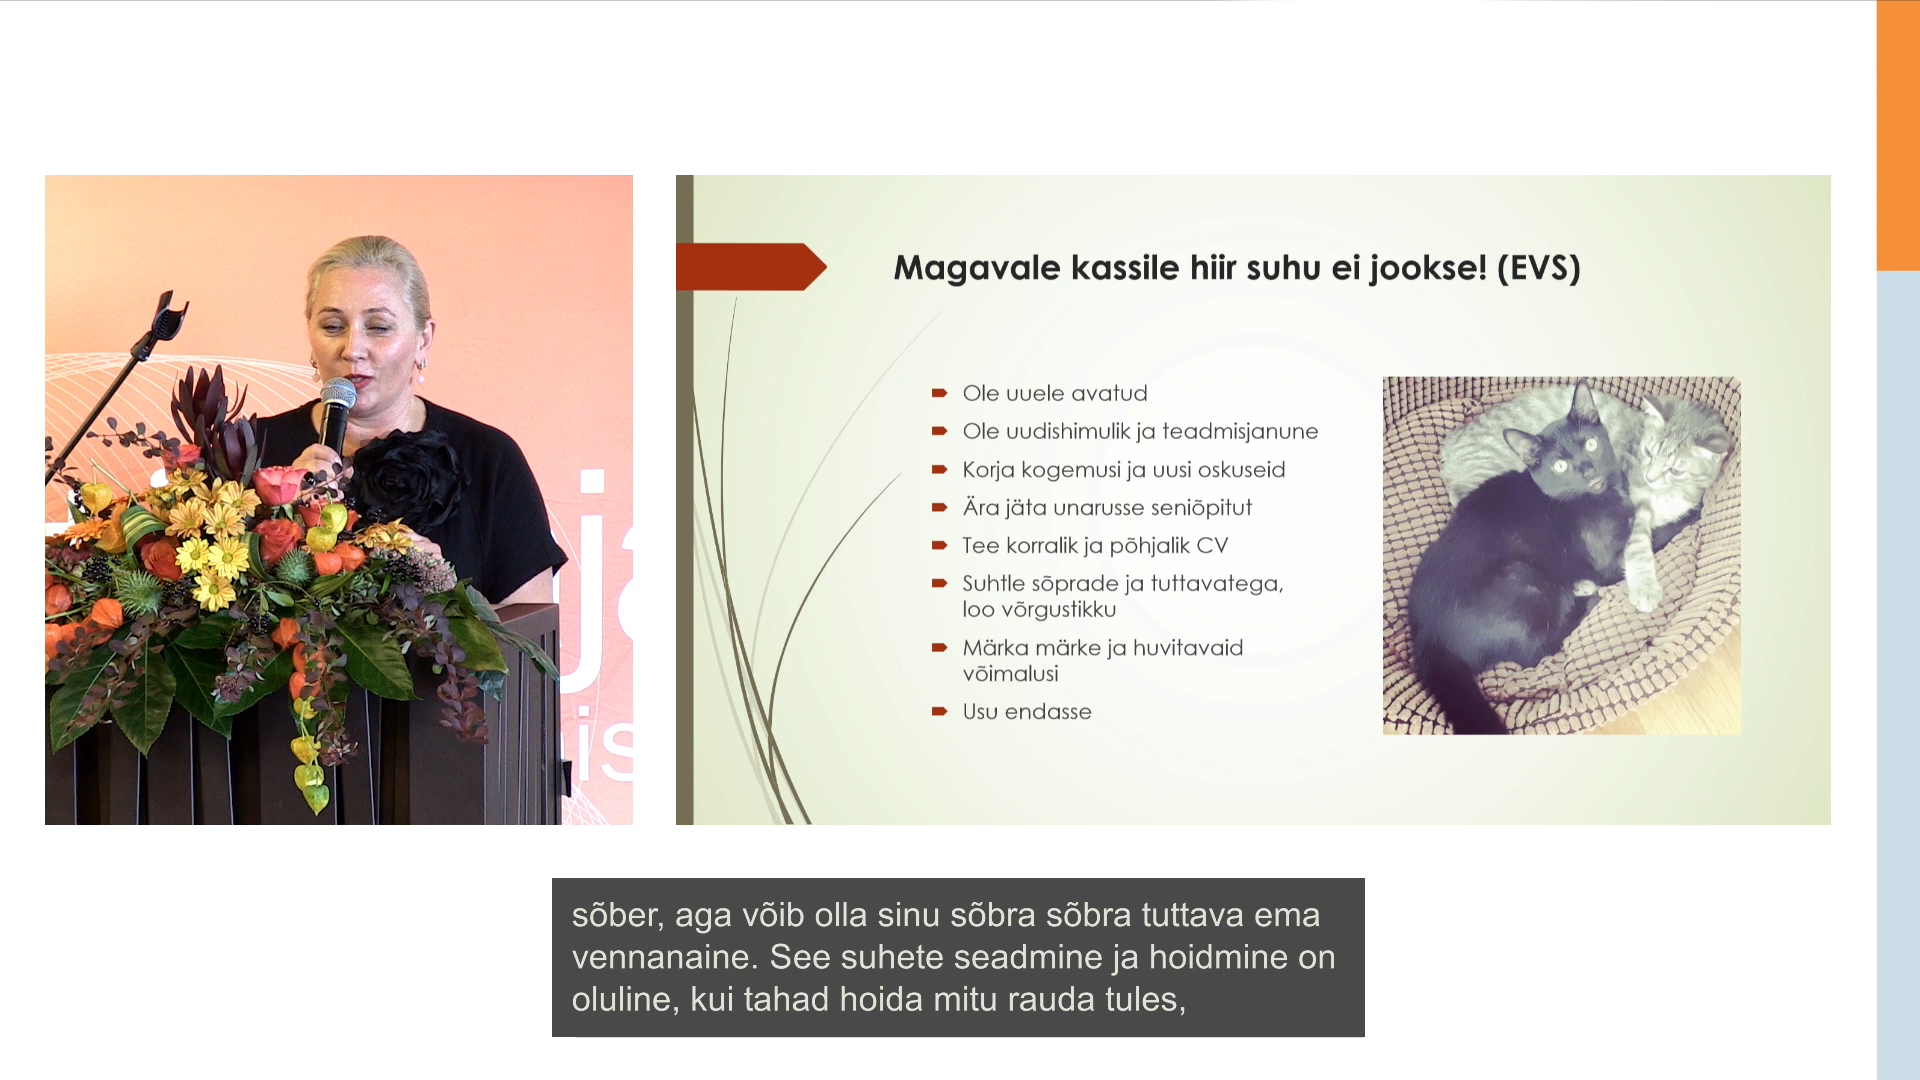 Magavale kassile hiir suhu ei jookse! (EVS)
Ole uuele avatud
Ole uudishimulik ja teadmisjanune
Korja kogemusi ja uusi oskuseid
Ära jäta unarusse seniõpitut
Tee korralik ja põhjalik CV
Suhtle sõprade ja tuttavatega,
loo võrgustikku
Märka märke ja huvitavaid
võimalusi
Usu endasse
sõber, aga võib olla sinu sõbra sõbra tuttava ema
vennanaine. See suhete seadmine ja hoidmine on
oluline, kui tahad hoida mitu rauda tules,